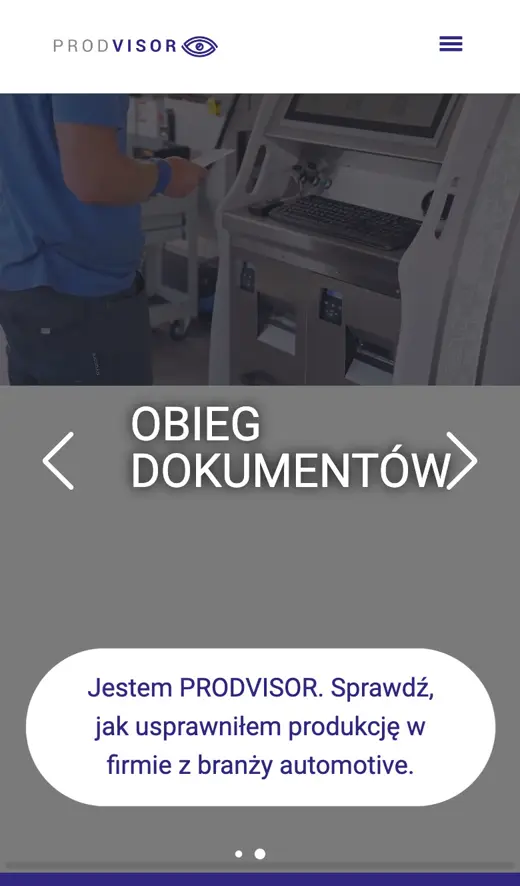 PRODVISOR
OBIEG
DOKUMENTÓW
Jestem PRODVISOR. Sprawdź,
jak usprawniłem produkcję w
firmie z branży automotive.